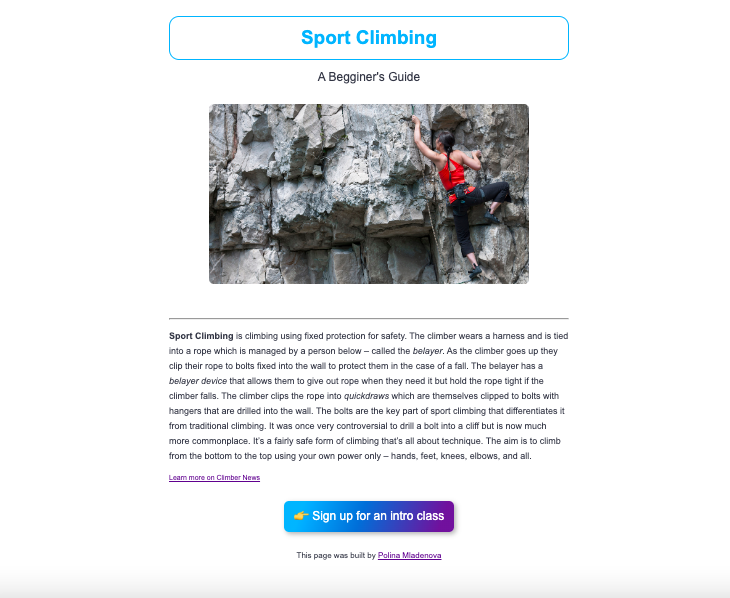 Sport Climbing
A Begginer's Guide
Sport Climbing is climbing using fixed protection for safety. The climber wears a harness and is tied
into a rope which is managed by a person below – called the belayer. As the climber goes up they
clip their rope to bolts fixed into the wall to protect them in the case of a fall. The belayer has a
belayer device that allows them to give out rope when they need it but hold the rope tight if the
climber falls. The climber clips the rope into quickdraws which are themselves clipped to bolts with
hangers that are drilled into the wall. The bolts are the key part of sport climbing that differentiates it
from traditional climbing. It was once very controversial to drill a bolt into a cliff but is now much
more commonplace. It's a fairly safe form of climbing that's all about technique. The aim is to climb
from the bottom to the top using your own power only – hands, feet, knees, elbows, and all.
Learn more on Climber News
👉 Sign up for an intro class
This page was built by Polina Mladenova